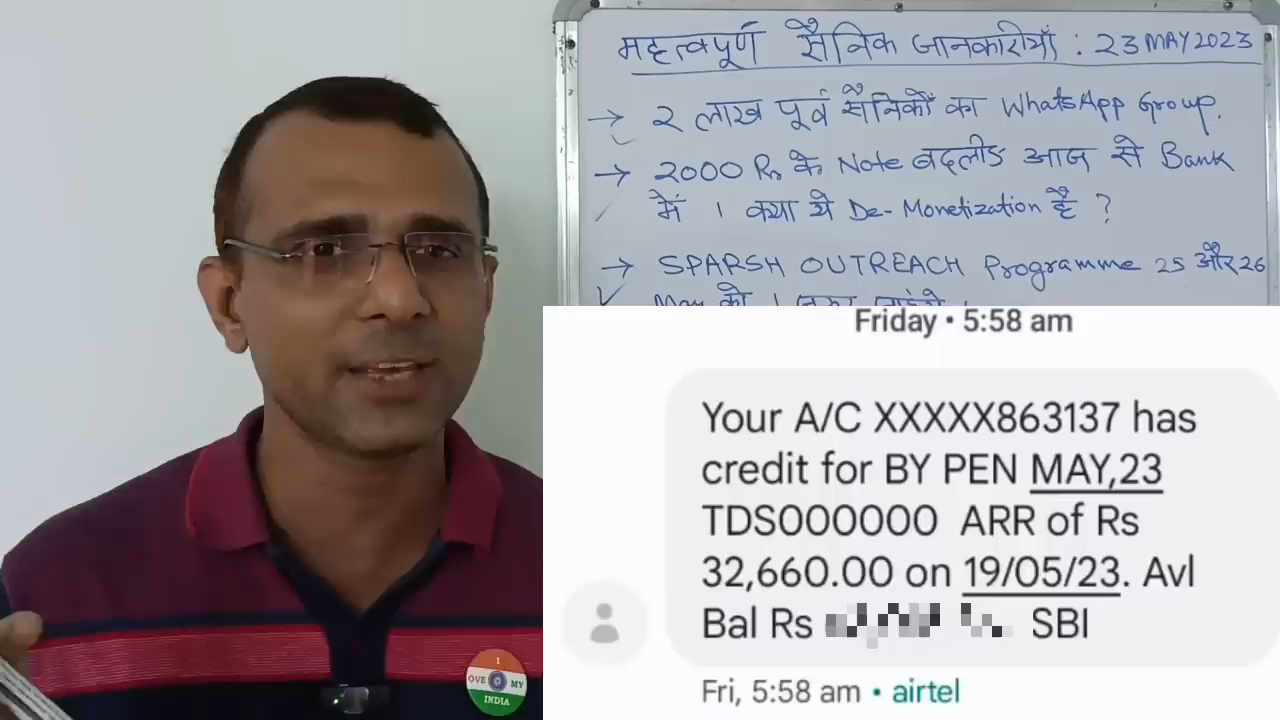 महत्वपूर्ण सैनिक जानकारीयाँ : 23 MAY 2023
→ 2 लाख पूर्व सैनिकों का WhatsApp Group.
→ 2000 Rs के Note बदलीड आज से Bank
में । क्या ये De-Monetization है ?
→ SPARSH OUTREACH Programme 25 और 26
May को ।
Friday • 5:58 am
Your A/C XXXXX863137 has
credit for BY PEN MAY,23
TDS000000 ARR of Rs
32,660.00 on 19/05/23. Avl
Bal Rs SBI
Fri, 5:58 am • airtel
I
OVE MY
INDIA